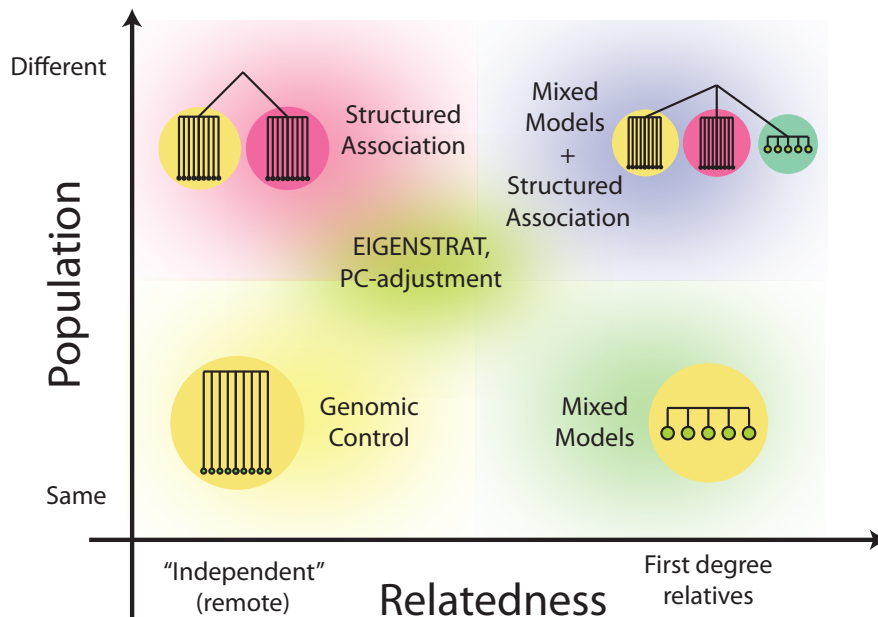 Different
Structured
Association
Mixed
Models
+
Structured
Association
EIGENSTRAT,
PC-adjustment
Population
Genomic
Control
Mixed
Models
Same
“Independent”
(remote)
Relatedness
First degree
relatives